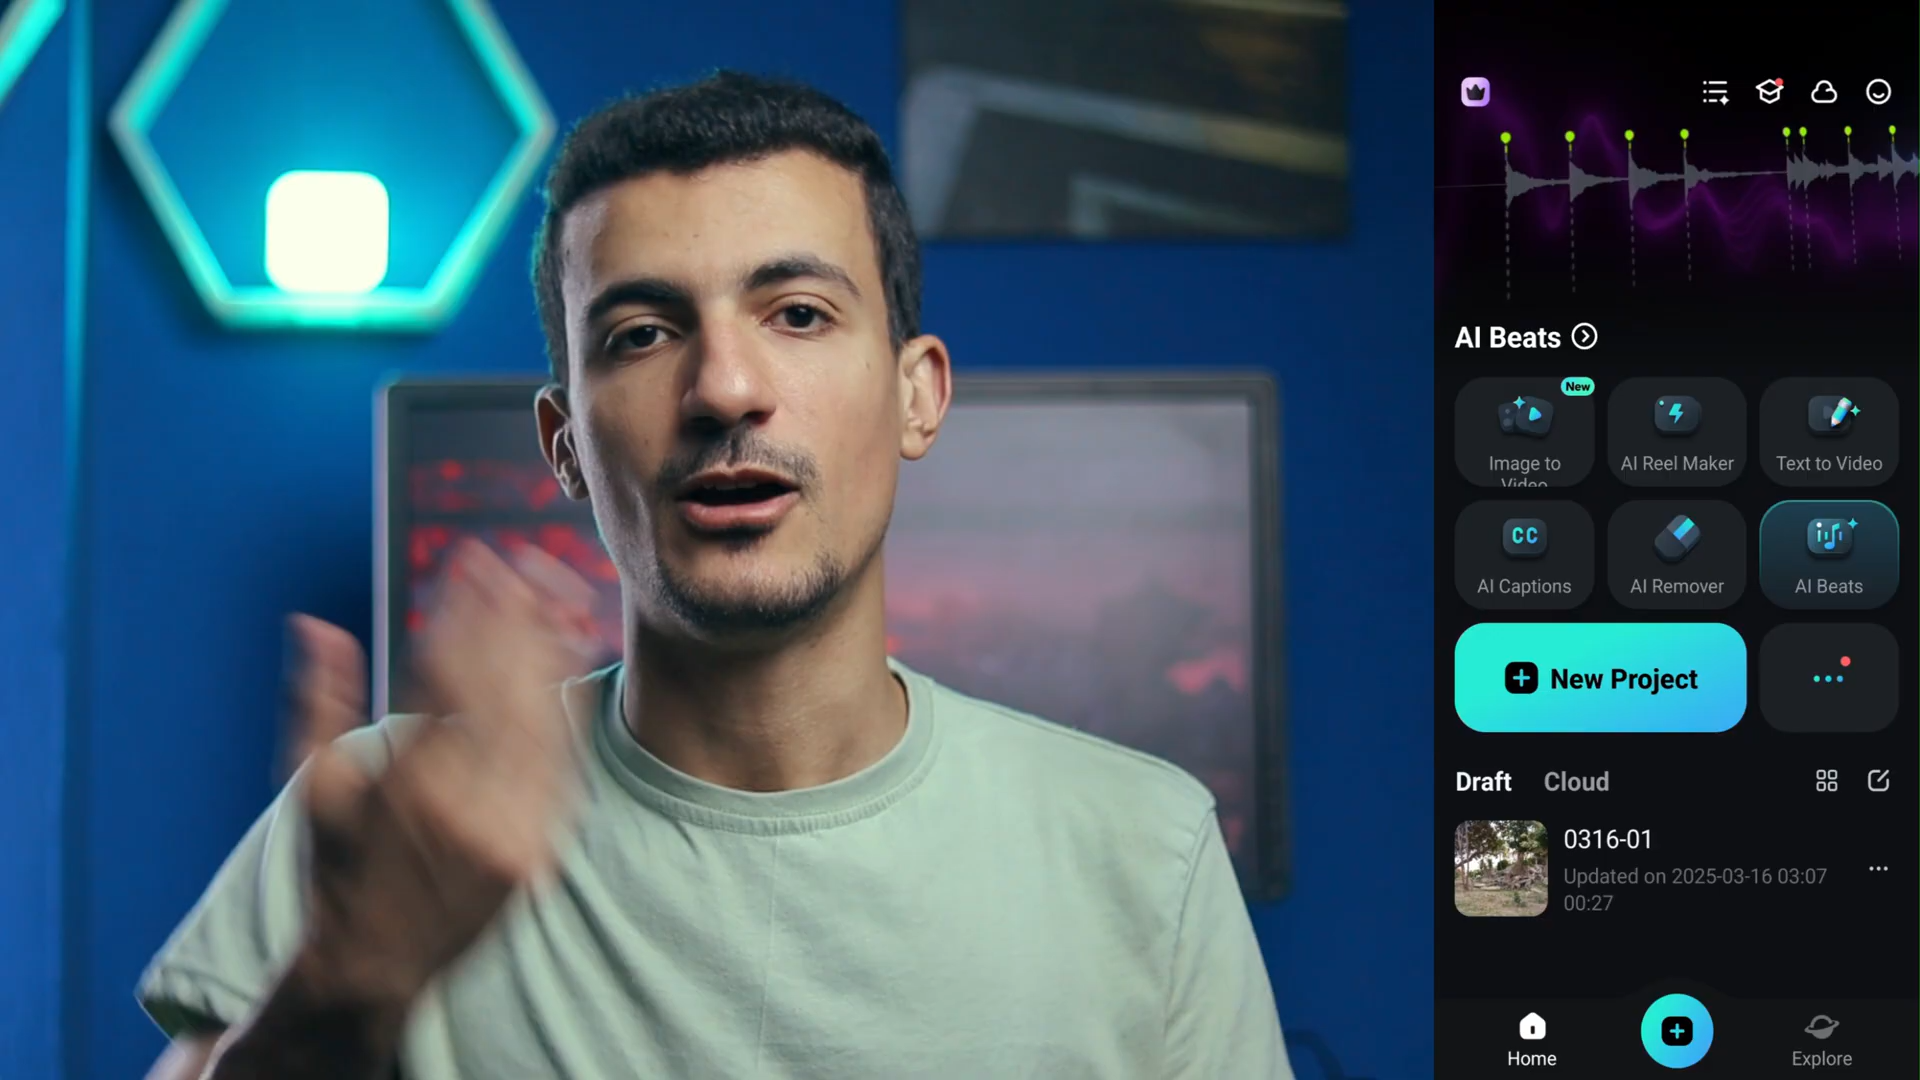 AI Beats
New
Image to
Video
AI Reel Maker
Text to Video
CC
AI Captions
AI Remover
AI Beats
New Project
Draft
Cloud
0316-01
Updated on 2025-03-16 03:07
00:27
Home
Explore